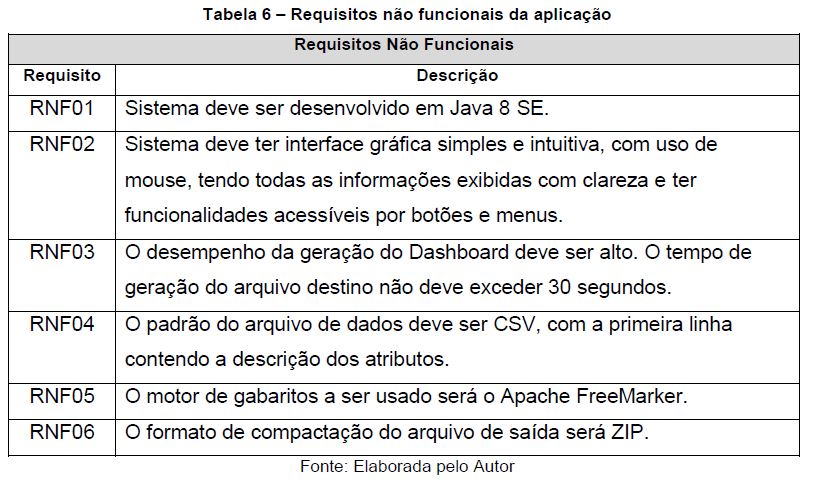 Tabela 6 – Requisitos não funcionais da aplicação
Requisitos Não Funcionais
Requisito Descrição
RNF01 Sistema deve ser desenvolvido em Java 8 SE.
RNF02 Sistema deve ter interface gráfica simples e intuitiva, com uso de
mouse, tendo todas as informações exibidas com clareza e ter
funcionalidades acessíveis por botões e menus.
RNF03 O desempenho da geração do Dashboard deve ser alto. O tempo de
geração do arquivo destino não deve exceder 30 segundos.
RNF04 O padrão do arquivo de dados deve ser CSV, com a primeira linha
contendo a descrição dos atributos.
RNF05 O motor de gabaritos a ser usado será o Apache FreeMarker.
RNF06 O formato de compactação do arquivo de saída será ZIP.
Fonte: Elaborada pelo Autor